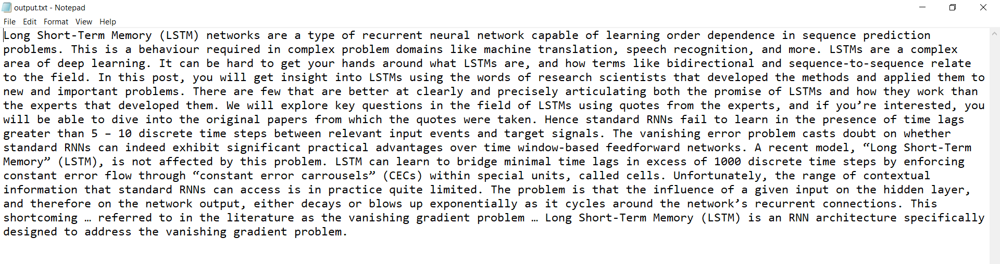 output.txt - Notepad
File Edit Format View Help
Long Short-Term Memory (LSTM) networks are a type of recurrent neural network capable of learning order dependence in sequence prediction
problems. This is a behaviour required in complex problem domains like machine translation, speech recognition, and more. LSTMs are a complex
area of deep learning. It can be hard to get your hands around what LSTMs are, and how terms like bidirectional and sequence-to-sequence relate
to the field. In this post, you will get insight into LSTMs using the words of research scientists that developed the methods and applied them to
new and important problems. There are few that are better at clearly and precisely articulating both the promise of LSTMs and how they work than
the experts that developed them. We will explore key questions in the field of LSTMs using quotes from the experts, and if you’re interested, you
will be able to dive into the original papers from which the quotes were taken. Hence standard RNNs fail to learn in the presence of time lags
greater than 5 – 10 discrete time steps between relevant input events and target signals. The vanishing error problem casts doubt on whether
standard RNNs can indeed exhibit significant practical advantages over time window-based feedforward networks. A recent model, “Long Short-Term
Memory” (LSTM), is not affected by this problem. LSTM can learn to bridge minimal time lags in excess of 1000 discrete time steps by enforcing
constant error flow through “constant error carrousels” (CECs) within special units, called cells. Unfortunately, the range of contextual
information that standard RNNs can access is in practice quite limited. The problem is that the influence of a given input on the hidden layer,
and therefore on the network output, either decays or blows up exponentially as it cycles around the network’s recurrent connections. This
shortcoming … referred to in the literature as the vanishing gradient problem … Long Short-Term Memory (LSTM) is an RNN architecture specifically
designed to address the vanishing gradient problem.